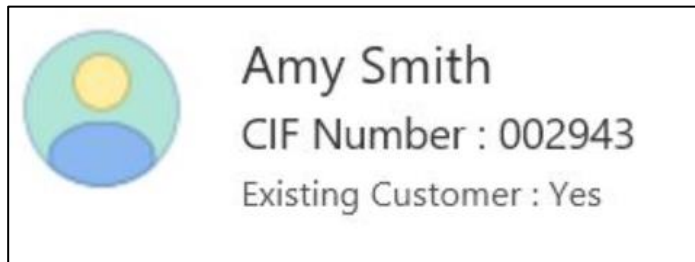 Amy Smith
CIF Number : 002943
Existing Customer : Yes